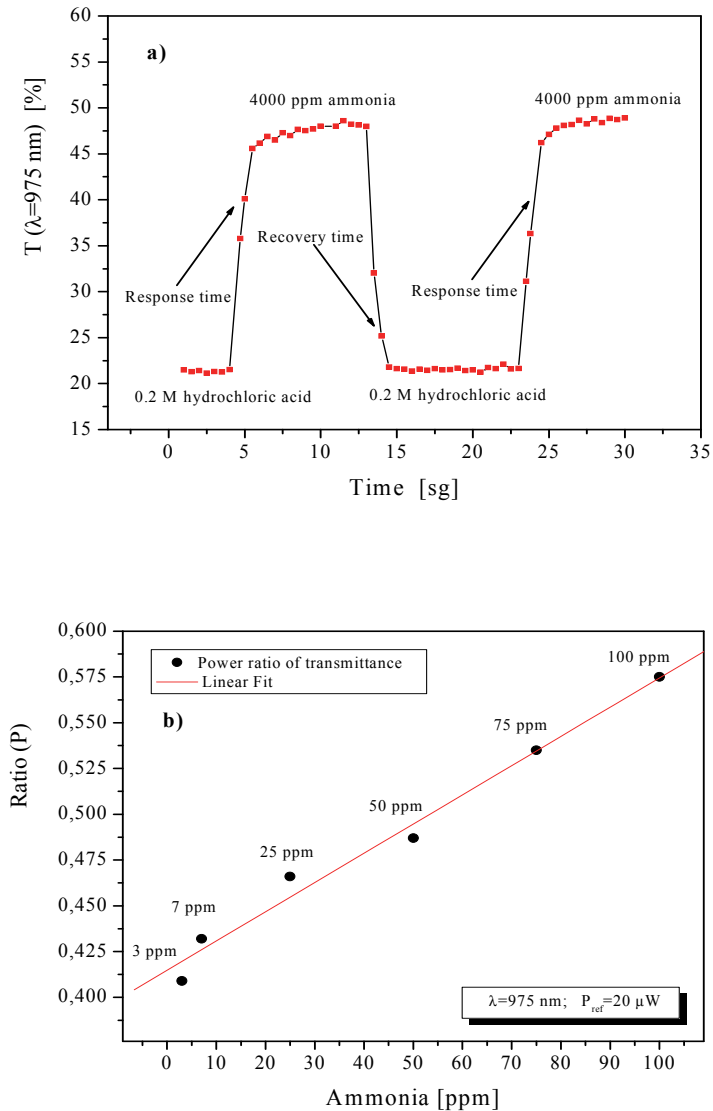 60
55
50
45
40
35
30
25
20
15
T (λ=975 nm) [%]
a)
4000 ppm ammonia
4000 ppm ammonia
Response time
Recovery time
Response time
0.2 M hydrochloric acid
0.2 M hydrochloric acid
0 5 10 15 20 25 30 35
Time [sg]
0,600
0,575
0,550
0,525
0,500
0,475
0,450
0,425
0,400
Ratio (P)
Power ratio of transmittance
Linear Fit
b)
100 ppm
75 ppm
50 ppm
25 ppm
7 ppm
3 ppm
λ=975 nm; Pref=20 µW
0 10 20 30 40 50 60 70 80 90 100
Ammonia [ppm]